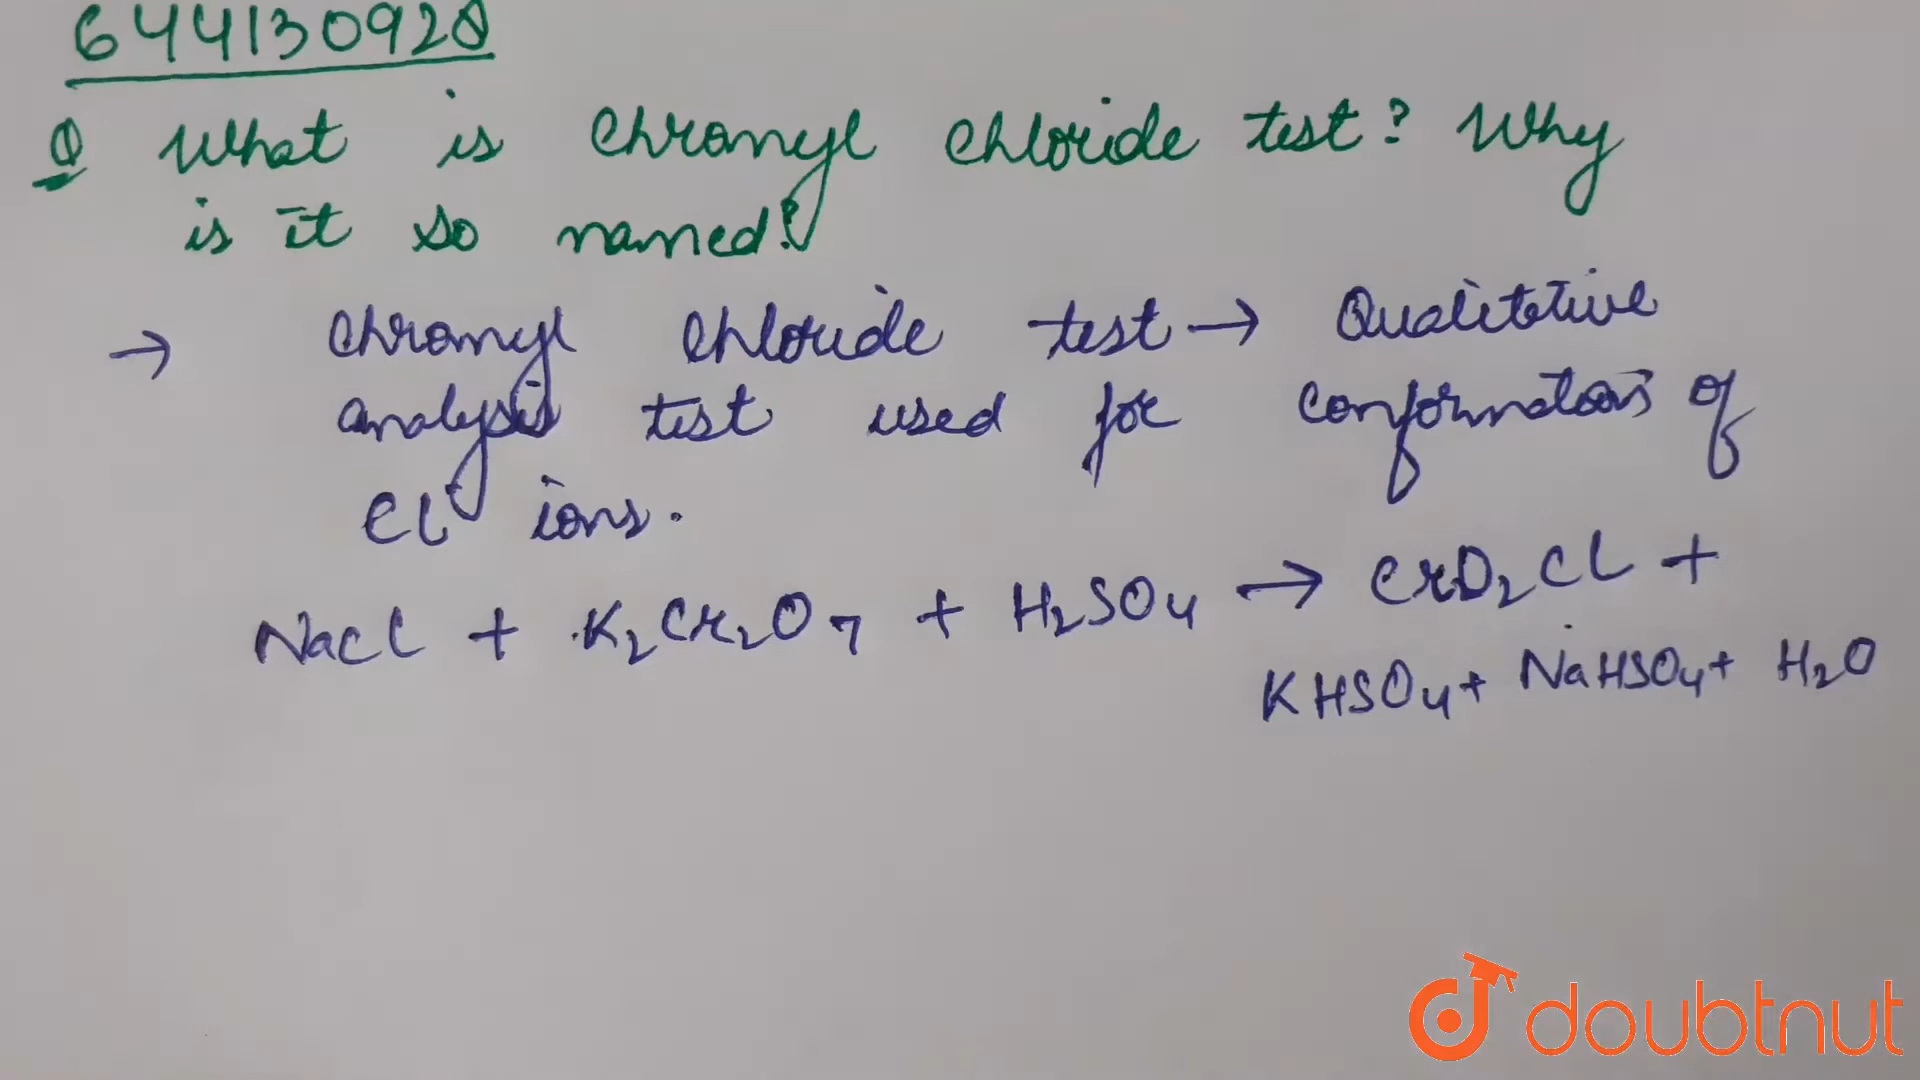 644130928
Q What is Chromyl Chloride test? Why
is it so named?
→ Chromyl Chloride test → Qualitative
analysis test used for conformation of
Cl⁻ ions.
NaCl + K₂Cr₂O₇ + H₂SO₄ → CrO₂Cl +
KHSO₄ + NaHSO₄ + H₂O
doubtnut